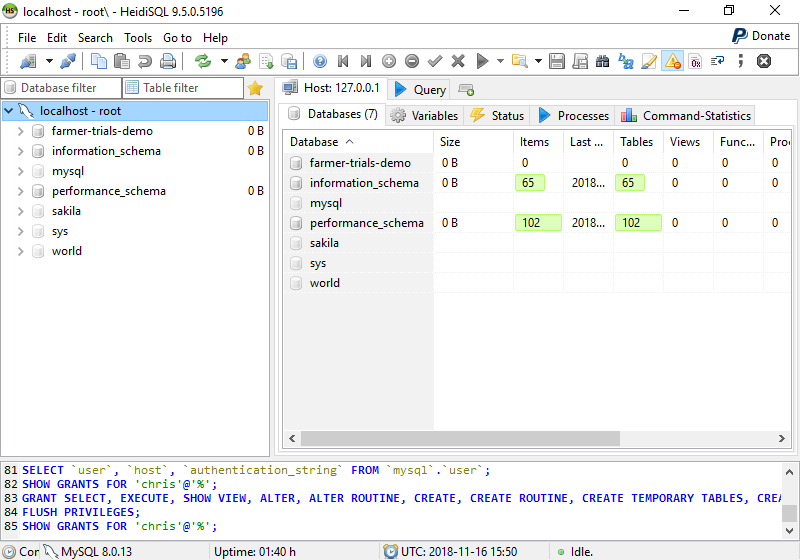 localhost - root\ - HeidiSQL 9.5.0.5196
File Edit Search Tools Go to Help
Donate
Database filter Table filter
Host: 127.0.0.1 Query
localhost - root
farmer-trials-demo 0 B
information_schema 0 B
mysql
performance_schema 0 B
sakila
sys
world
Databases (7) Variables Status Processes Command-Statistics
Database Size Items Last ... Tables Views Func... Proc
farmer-trials-demo 0 B 0 0 0 0 0
information_schema 0 B 65 2018... 65 0 0 0
mysql
performance_schema 0 B 102 2018... 102 0 0 0
sakila
sys
world
81 SELECT `user`, `host`, `authentication_string` FROM `mysql`.`user`;
82 SHOW GRANTS FOR 'chris'@'%';
83 GRANT SELECT, EXECUTE, SHOW VIEW, ALTER, ALTER ROUTINE, CREATE, CREATE ROUTINE, CREATE TEMPORARY TABLES, CREA
84 FLUSH PRIVILEGES;
85 SHOW GRANTS FOR 'chris'@'%';
Con MySQL 8.0.13 Uptime: 01:40 h UTC: 2018-11-16 15:50 Idle.